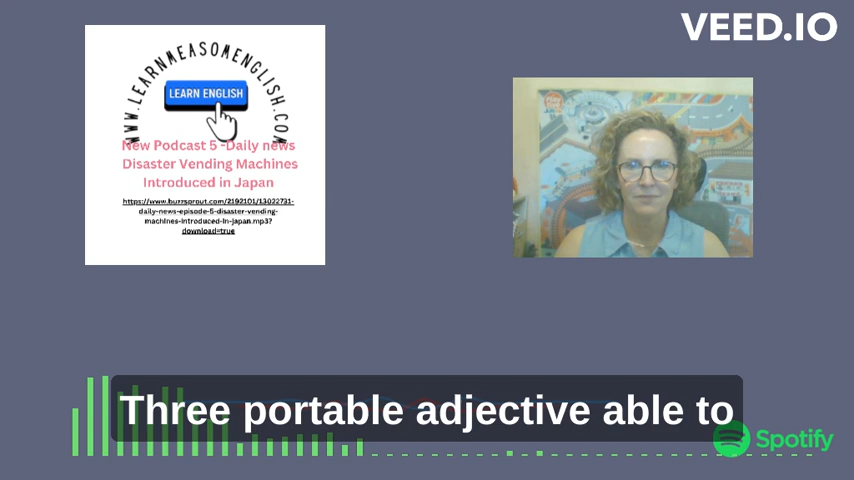 VEED.IO
WWW.LEARNMEASOMENGLISH.COM
LEARN ENGLISH
New Podcast 5 -Daily news
Disaster Vending Machines
Introduced in Japan
https://www.buzzsprout.com/2192101/13022731-
daily-news-episode-5-disaster-vending-
machines-introduced-in-japan.mp3?
download=true
Three portable adjective able to
Spotify